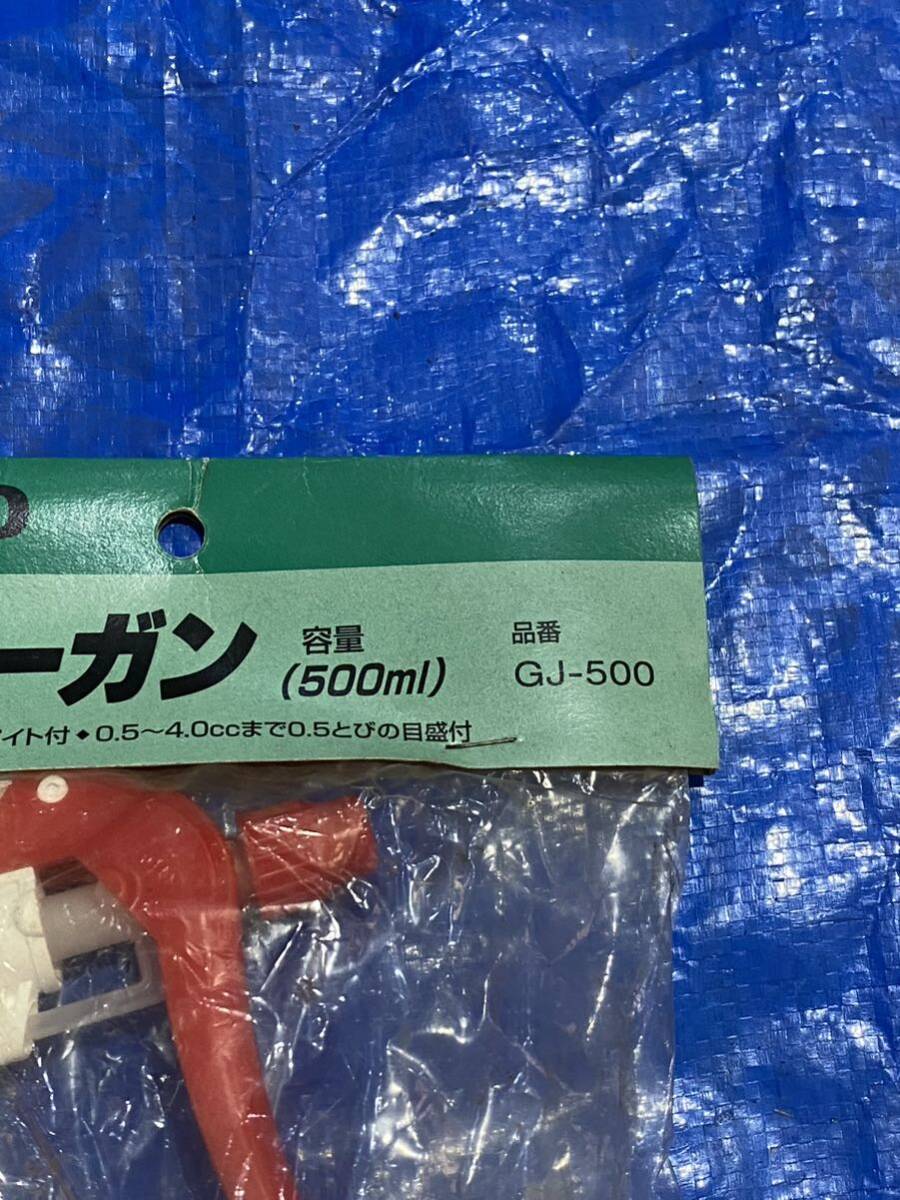 ーガン 容量 (500ml) 品番 GJ-500
イト付◆0.5〜4.0ccまで0.5とびの目盛付